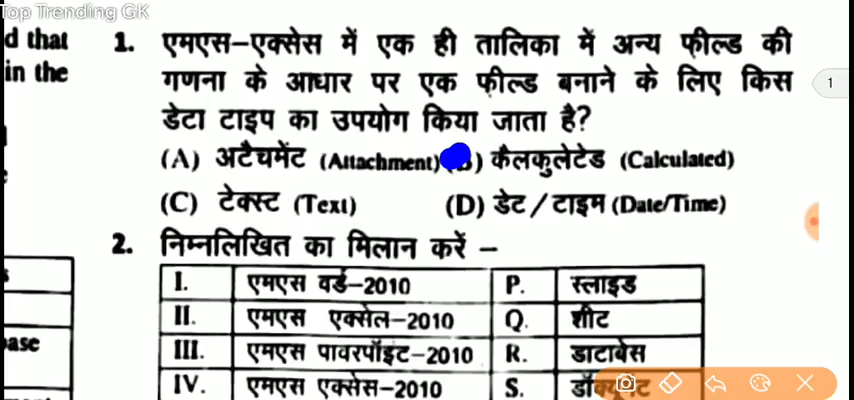 Top Trending GK
d that
in the
1. एमएस-एक्सेस में एक ही तालिका में अन्य फील्ड की
गणना के आधार पर एक फील्ड बनाने के लिए किस
डेटा टाइप का उपयोग किया जाता है?
(A) अटैचमेंट (Attachment) ) कैलकुलेटेड (Calculated)
(C) टेक्स्ट (Text) (D) डेट / टाइम (Date/Time)
2. निम्नलिखित का मिलान करें -
I. एमएस वर्ड-2010 P. स्लाइड
II. एमएस एक्सेल-2010 Q. शीट
III. एमएस पावरपॉइंट-2010 R. डाटाबेस
IV. एमएस एक्सेस-2010 S.
ase
1